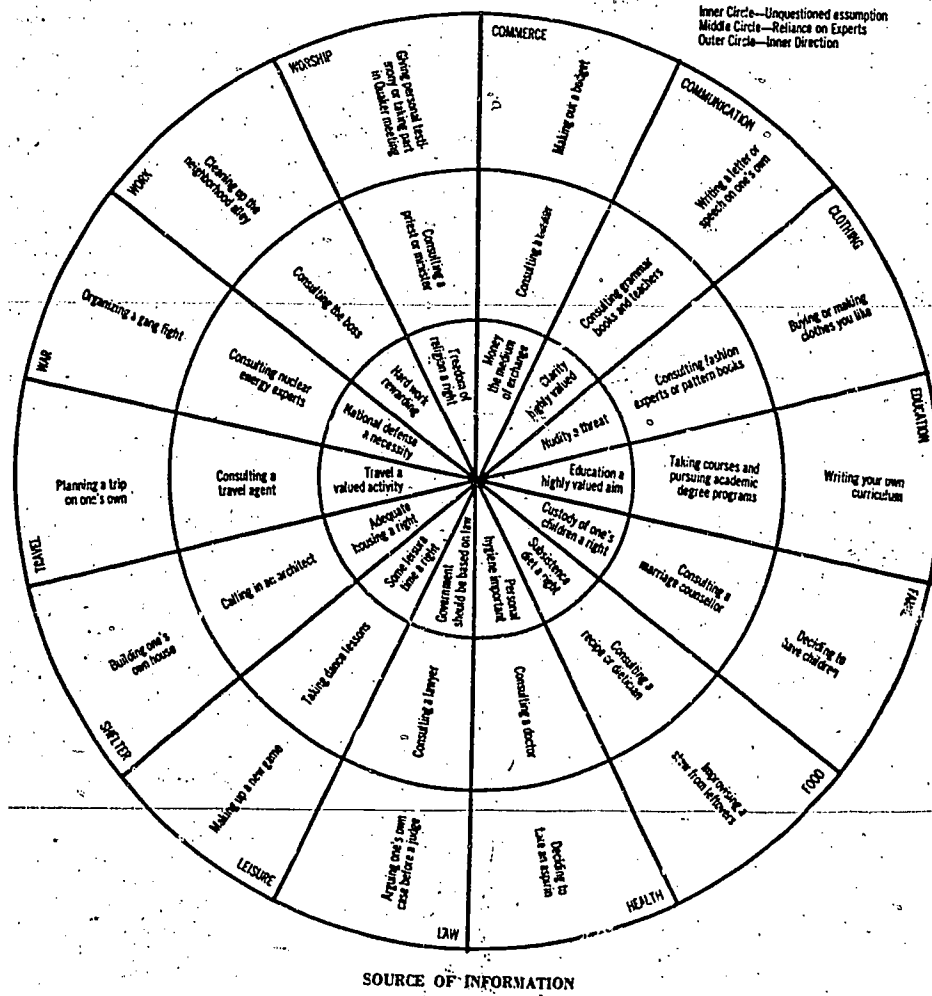 Inner Circle—Unquestioned assumption
Middle Circle—Reliance on Experts
Outer Circle—Inner Direction
COMMERCE
Making out a budget
Consulting a
Money
the medium
of exchange
COMMUNICATION
Writing a letter or
speech on one's own
Consulting grammar
books and teachers
Clarity
highly valued
CLOTHING
Buying or making
clothes you like
Consulting fashion
experts or pattern books
Nudity a threat
EDUCATION
Writing your own
curriculum
Taking courses and
pursuing academic
degree programs
Education a
highly valued aim
Deciding to
have children
Consulting a
marriage counsellor
Custody of one's
children a right
FOOD
Improvising a
stew from leftovers
Consulting a
recipe or dietician
Subsistence
diet a right
HEALTH
Deciding to
take an aspirin
Consulting a doctor
Personal
hygiene important
LAW
Arguing one's own
case before a judge
Consulting a lawyer
Government
should be based on law
LEISURE
Making up a new game
Taking dance lessons
Some leisure
time a right
SHELTER
Building one's
own house
Calling in an architect
Adequate
housing a right
TRAVEL
Planning a trip
on one's own
Consulting a
travel agent
Travel a
valued activity
WAR
Organizing a gang fight
Consulting nuclear
energy experts
National defense
a necessity
WORK
Cleaning up the
neighborhood alley
Consulting the boss
Hard work
rewarding
WORSHIP
Giving personal testi-
mony or taking part
in Quaker meeting
Consulting a
priest or minister
Freedom of
religion a right
SOURCE OF INFORMATION